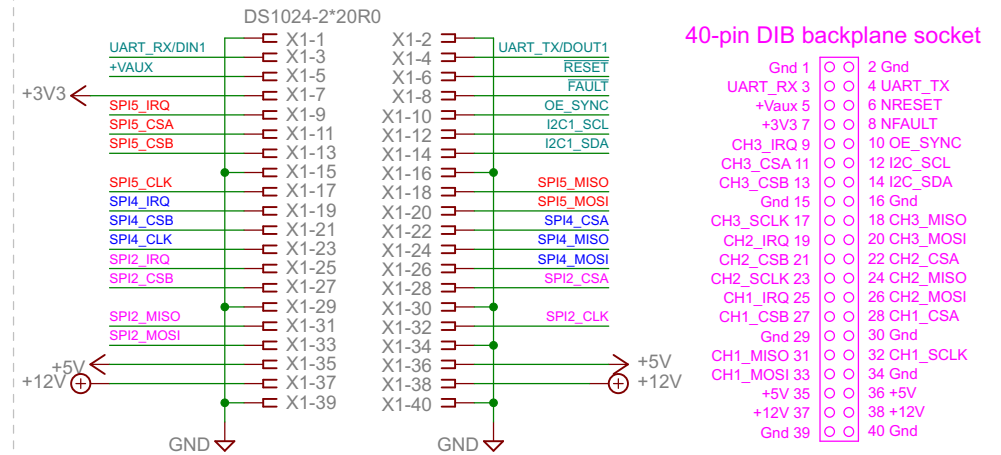 DS1024-2*20R0
40-pin DIB backplane socket
X1-1
UART_RX/DIN1 X1-3
+VAUX X1-5
+3V3 X1-7
SPI5_IRQ X1-9
SPI5_CSA X1-11
SPI5_CSB X1-13
X1-15
SPI5_CLK X1-17
SPI4_IRQ X1-19
SPI4_CSB X1-21
SPI4_CLK X1-23
SPI2_IRQ X1-25
SPI2_CSB X1-27
X1-29
SPI2_MISO X1-31
SPI2_MOSI X1-33
+5V X1-35
+12V X1-37
X1-39
GND
X1-2
X1-4 UART_TX/DOUT1
X1-6 RESET
X1-8 FAULT
X1-10 OE_SYNC
X1-12 I2C1_SCL
X1-14 I2C1_SDA
X1-16
X1-18 SPI5_MISO
X1-20 SPI5_MOSI
X1-22 SPI4_CSA
X1-24 SPI4_MISO
X1-26 SPI4_MOSI
X1-28 SPI2_CSA
X1-30
X1-32 SPI2_CLK
X1-34
X1-36 +5V
X1-38 +12V
X1-40
GND
Gnd 1 2 Gnd
UART_RX 3 4 UART_TX
+Vaux 5 6 NRESET
+3V3 7 8 NFAULT
CH3_IRQ 9 10 OE_SYNC
CH3_CSA 11 12 I2C_SCL
CH3_CSB 13 14 I2C_SDA
Gnd 15 16 Gnd
CH3_SCLK 17 18 CH3_MISO
CH2_IRQ 19 20 CH3_MOSI
CH2_CSB 21 22 CH2_CSA
CH2_SCLK 23 24 CH2_MISO
CH1_IRQ 25 26 CH2_MOSI
CH1_CSB 27 28 CH1_CSA
Gnd 29 30 Gnd
CH1_MISO 31 32 CH1_SCLK
CH1_MOSI 33 34 Gnd
+5V 35 36 +5V
+12V 37 38 +12V
Gnd 39 40 Gnd